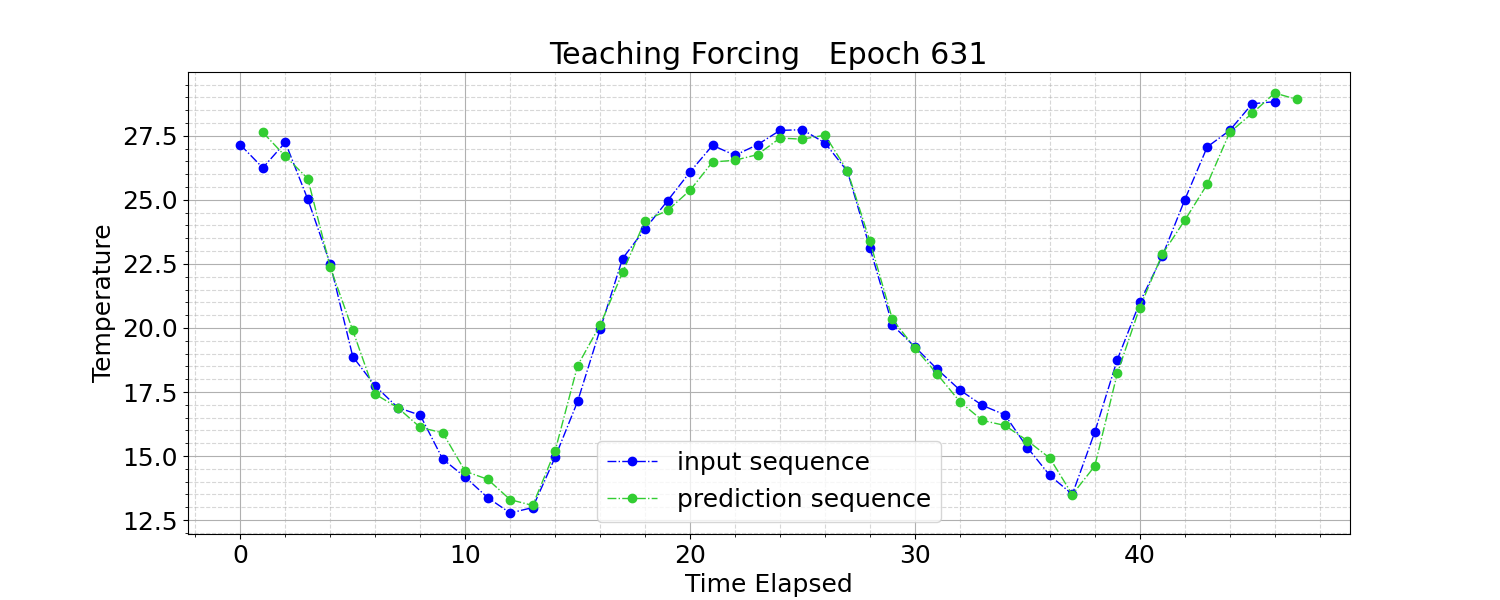 Teaching Forcing   Epoch 631
27.5
25.0
22.5
20.0
17.5
15.0
12.5
Temperature
input sequence
prediction sequence
0 10 20 30 40
Time Elapsed